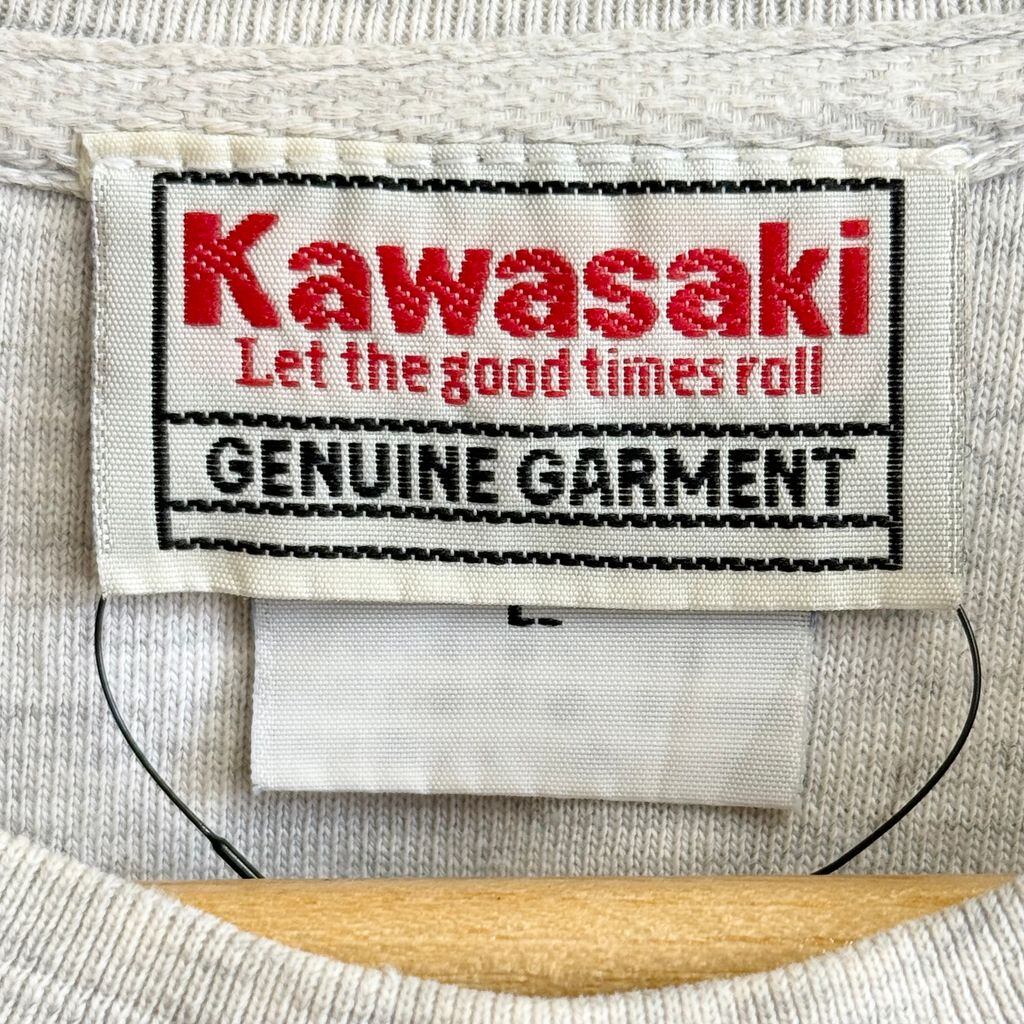 Kawasaki
Let the good times roll
GENUINE GARMENT